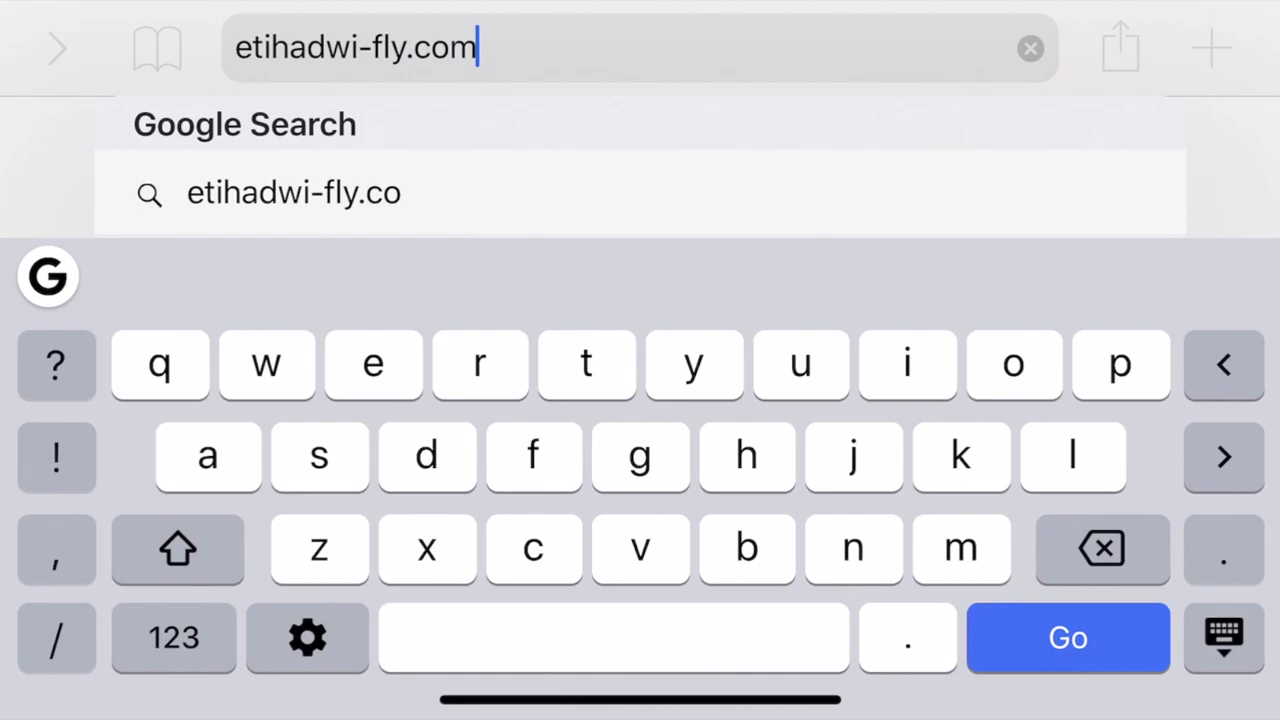 etihadwi-fly.com
Google Search
etihadwi-fly.co
G
? q w e r t y u i o p <
! a s d f g h j k l >
, z x c v b n m .
/ 123 . Go